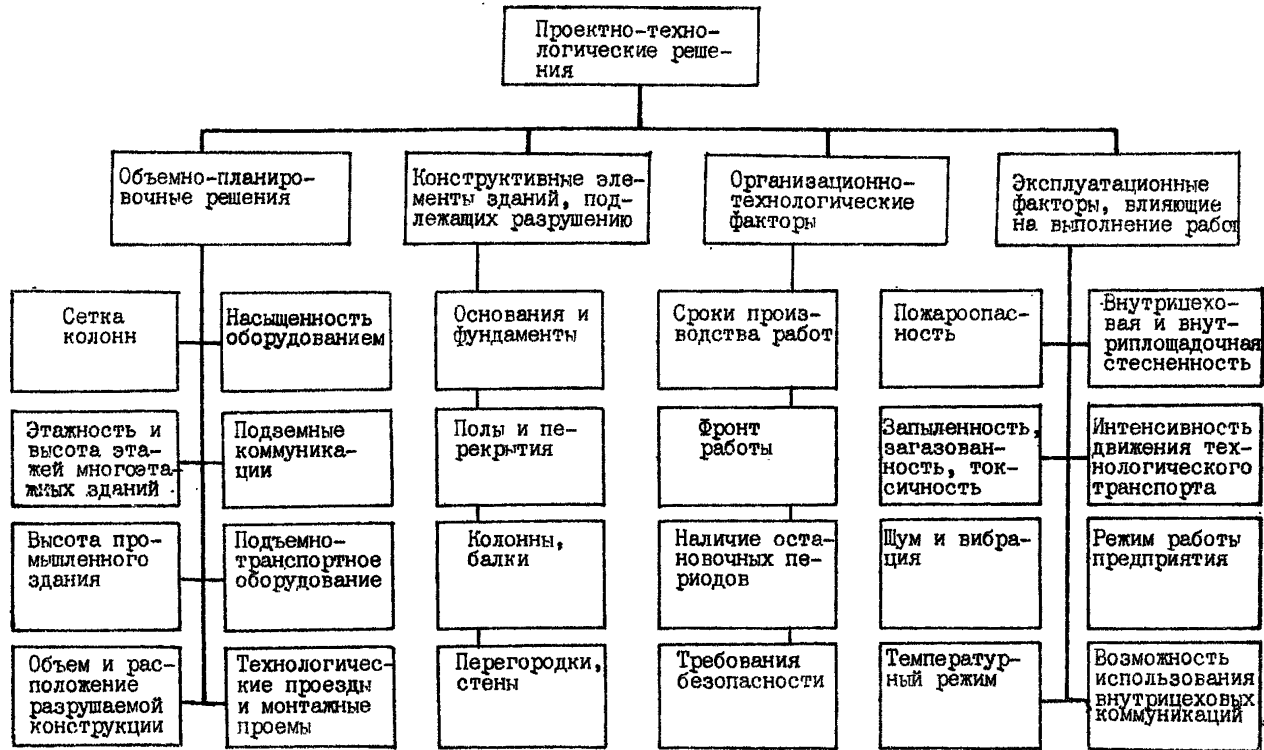 Проектно-техно-
логические реше-
ния
Объемно-планиро-
вочные решения
Конструктивные эле-
менты зданий, под-
лежащих разрушению
Организационно-
технологические
факторы
Эксплуатационные
факторы, влияющие
на выполнение работ
Сетка
колонн
Насыщенность
оборудованием
Основания и
фундаменты
Сроки произ-
водства работ
Пожароопас-
ность
Внутрицехо-
вая и внут-
риплощадочная
стесненность
Этажность и
высота эта-
жей многоэта-
жных зданий
Подземные
коммуника-
ции
Полы и пе-
рекрытия
Фронт
работы
Запыленность,
загазован-
ность, ток-
сичность
Интенсивность
движения тех-
нологического
транспорта
Высота про-
мышленного
здания
Подъемно-
транспортное
оборудование
Колонны,
балки
Наличие оста-
новочных пе-
риодов
Шум и вибра-
ция
Режим работы
предприятия
Объем и рас-
положение
разрушаемой
конструкции
Технологичес-
кие проезды
и монтажные
проемы
Перегородки,
стены
Требования
безопасности
Температур-
ный режим
Возможность
использования
внутрицеховых
коммуникаций